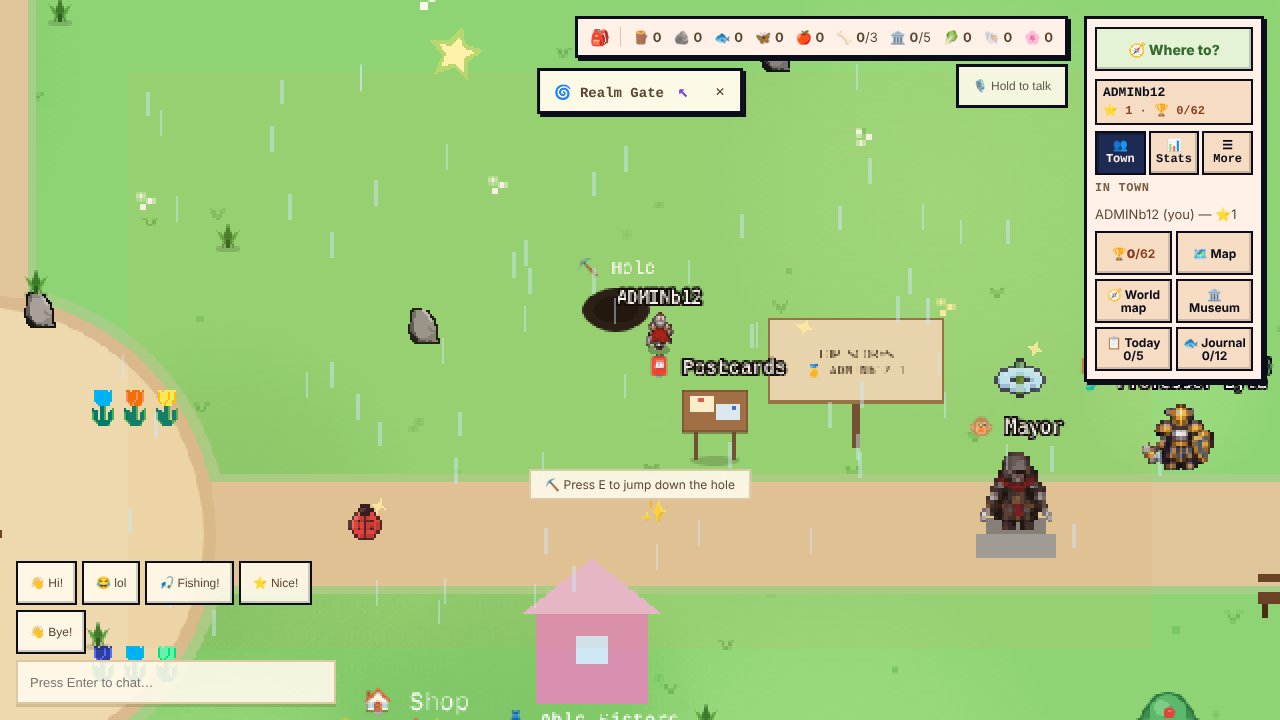 0 0 0 0 0 0/3 0/5 0 0 0
Realm Gate ×
Hold to talk
Where to?
ADMINb12
1 · 0/62
Town Stats More
IN TOWN
ADMINb12 (you) — 1
0/62 Map
World map
Museum
Today 0/5
Journal 0/12
Hole
ADMINb12
Postcards
Mayor
Press E to jump down the hole
Hi! lol Fishing! Nice!
Bye!
Press Enter to chat…
Shop